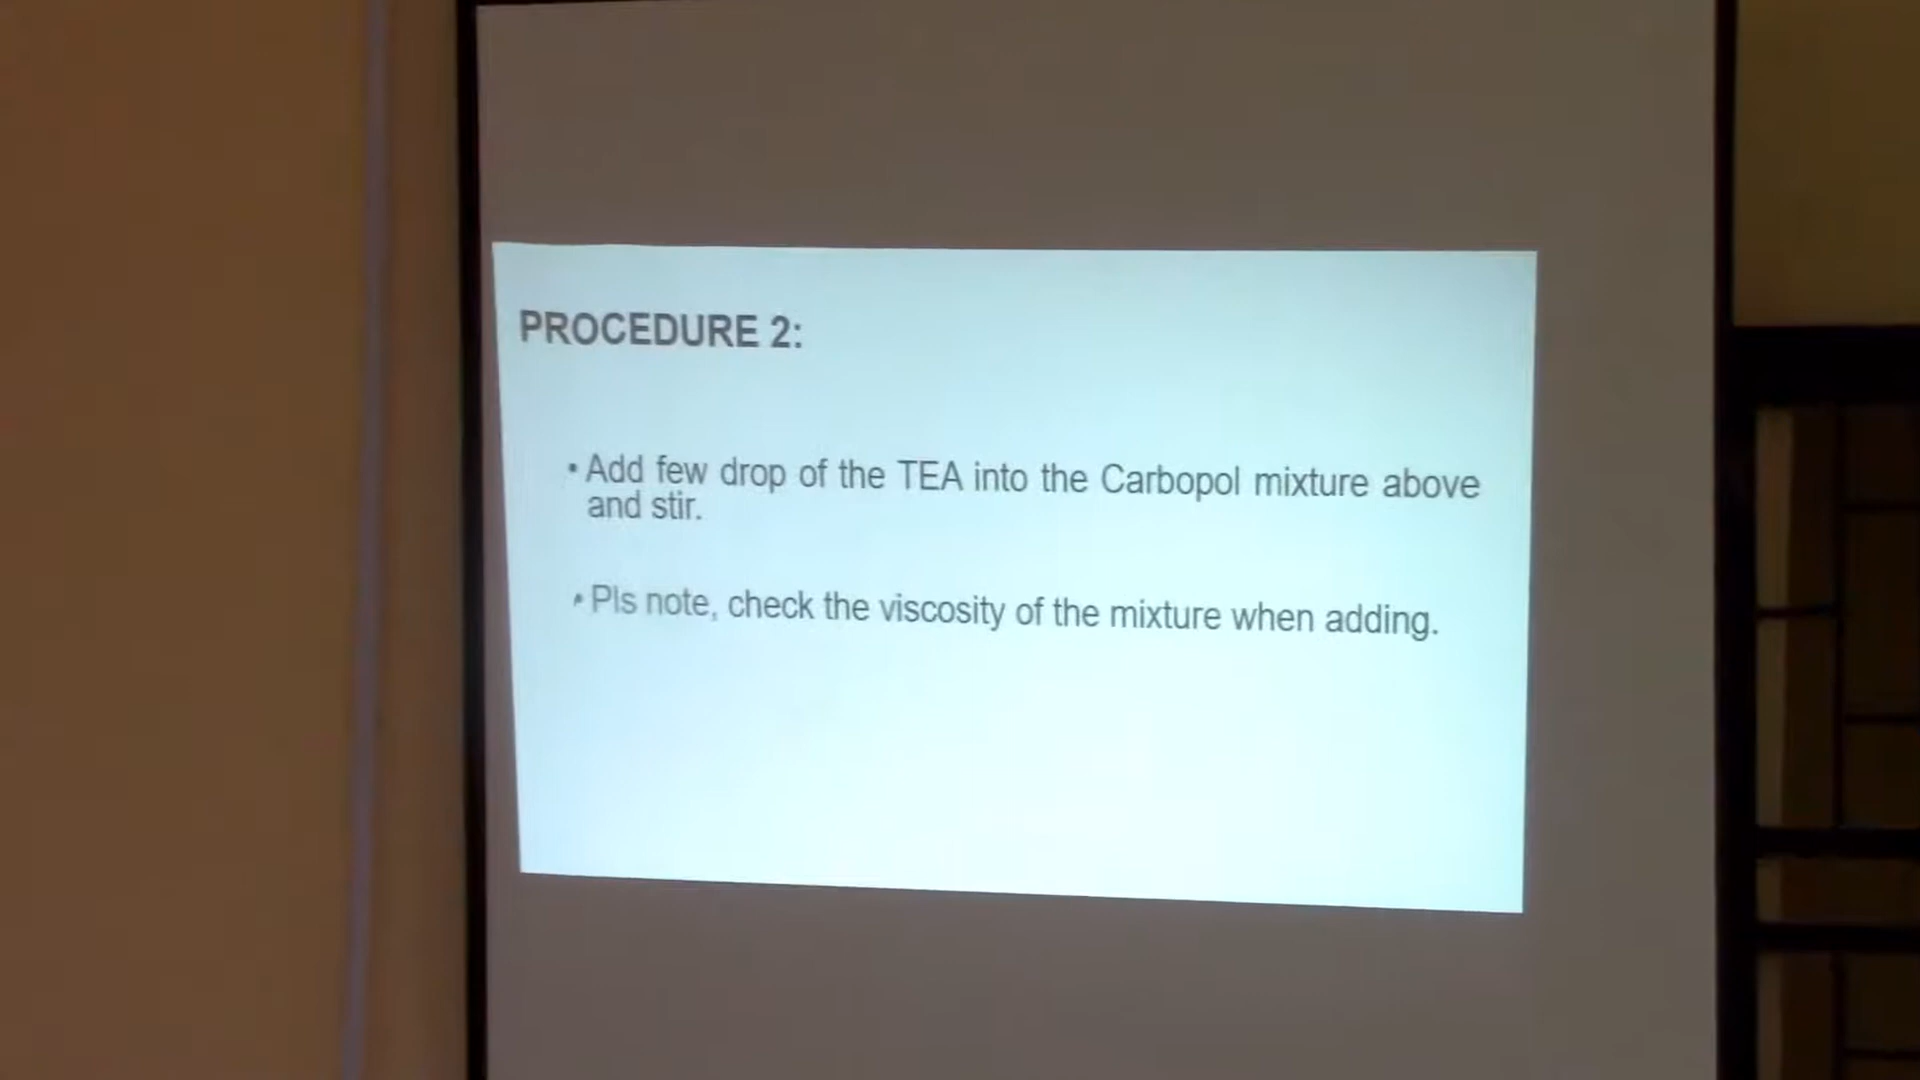 PROCEDURE 2:
• Add few drop of the TEA into the Carbopol mixture above
and stir.
• Pls note, check the viscosity of the mixture when adding.